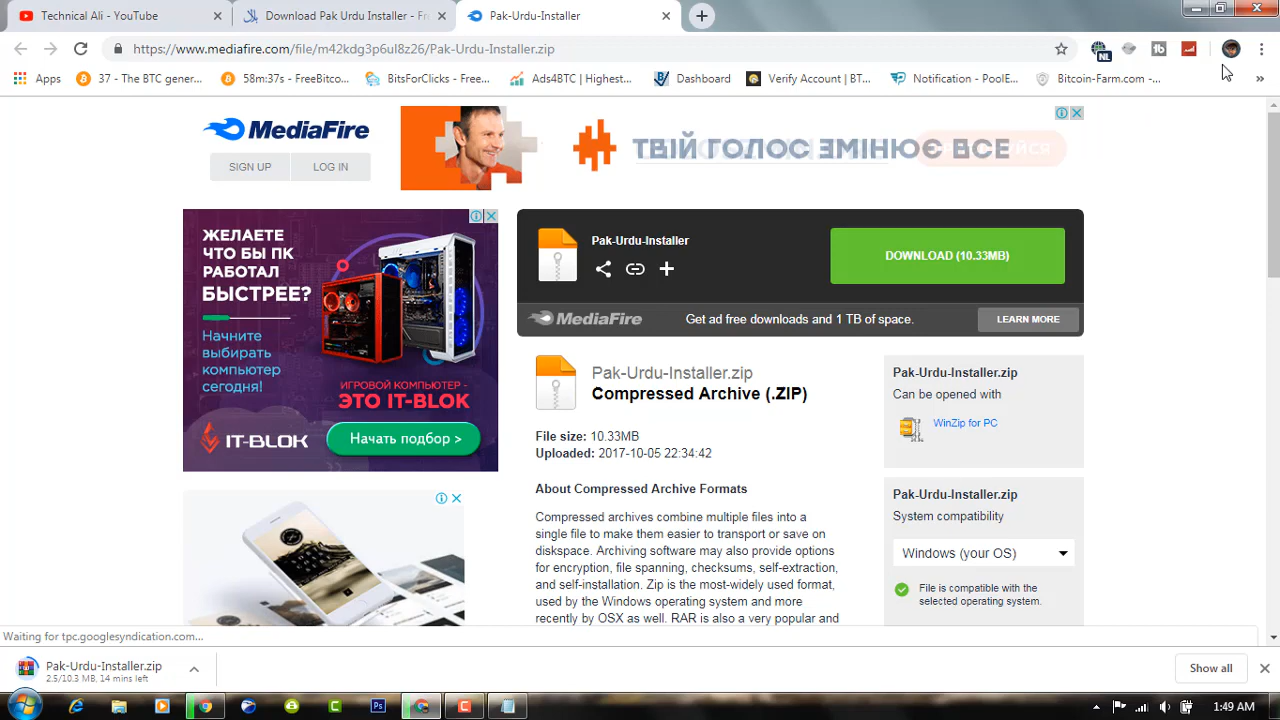 Technical Ali - YouTube
Download Pak Urdu Installer - Fr
Pak-Urdu-Installer
https://www.mediafire.com/file/m42kdg3p6ul8z26/Pak-Urdu-Installer.zip
NL
Apps
37 - The BTC gener...
58m:37s - FreeBitco...
BitsForClicks - Free...
Ads4BTC | Highest...
Dashboard
Verify Account | BT...
Notification - PoolE...
Bitcoin-Farm.com -...
MediaFire
SIGN UP
LOG IN
ТВІЙ ГОЛОС ЗМІНЮЄ ВСЕ
ЖЕЛАЕТЕ
ЧТО БЫ ПК
РАБОТАЛ
БЫСТРЕЕ?
Начните
выбирать
компьютер
сегодня!
ИГРОВОЙ КОМПЬЮТЕР -
ЭТО IT-BLOK
IT-BLOK
Начать подбор >
Pak-Urdu-Installer
DOWNLOAD (10.33MB)
MediaFire
Get ad free downloads and 1 TB of space.
LEARN MORE
Pak-Urdu-Installer.zip
Compressed Archive (.ZIP)
File size: 10.33MB
Uploaded: 2017-10-05 22:34:42
About Compressed Archive Formats
Compressed archives combine multiple files into a
single file to make them easier to transport or save on
diskspace. Archiving software may also provide options
for encryption, file spanning, checksums, self-extraction,
and self-installation. Zip is the most-widely used format,
used by the Windows operating system and more
recently by OSX as well. RAR is also a very popular and
Pak-Urdu-Installer.zip
Can be opened with
WinZip for PC
Pak-Urdu-Installer.zip
System compatibility
Windows (your OS)
File is compatible with the
selected operating system.
Waiting for tpc.googlesyndication.com...
Pak-Urdu-Installer.zip
2.5/10.3 MB, 14 mins left
Show all
Ps
1:49 AM